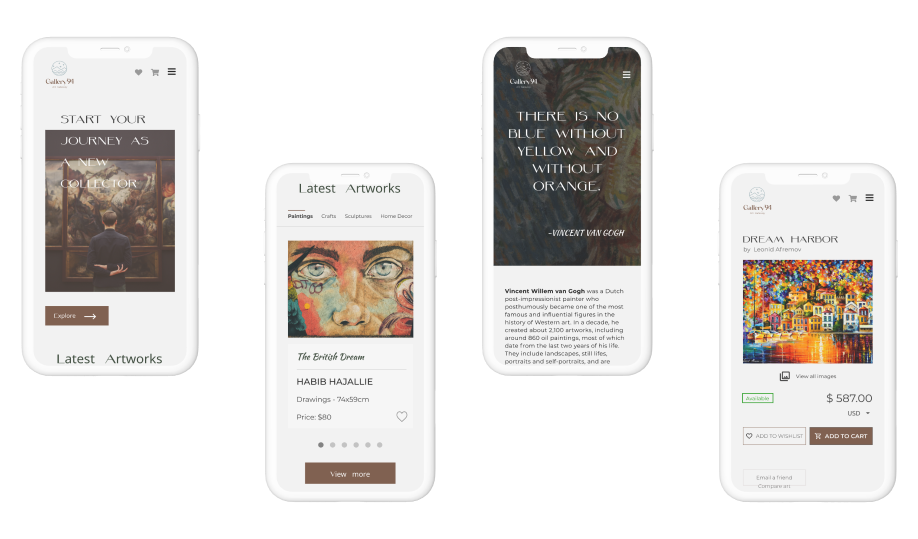 Gallery 94
START YOUR
JOURNEY AS
A NEW
COLLECTOR
Explore
Latest Artworks
Latest Artworks
Paintings Crafts Sculptures Home Decor
The British Dream
HABIB HAJALLIE
Drawings - 74x59cm
Price: $80
View more
Gallery 94
THERE IS NO
BLUE WITHOUT
YELLOW AND
WITHOUT
ORANGE.
-VINCENT VAN GOGH
Vincent Willem van Gogh was a Dutch
post-impressionist painter who
posthumously became one of the most
famous and influential figures in the
history of Western art. In a decade, he
created about 2,100 artworks, including
around 860 oil paintings, most of which
date from the last two years of his life.
They include landscapes, still lifes,
portraits and self-portraits, and are
Gallery 94
DREAM HARBOR
by Leonid Afremov
View all images
Available
$ 587.00
USD
ADD TO WISHLIST
ADD TO CART
Email a friend
Compare an